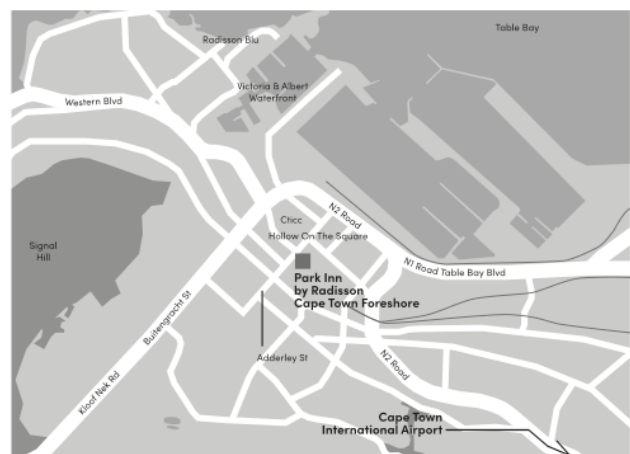 Table Bay
Radisson Blu
Victoria & Albert
Waterfront
Western Blvd
N2 Road
Cticc
Hollow On The Square
Signal
Hill
N1 Road Table Bay Blvd
Park Inn
by Radisson
Cape Town Foreshore
Buitengracht St
Adderley St
N2 Road
Kloof Nek Rd
Cape Town
International Airport